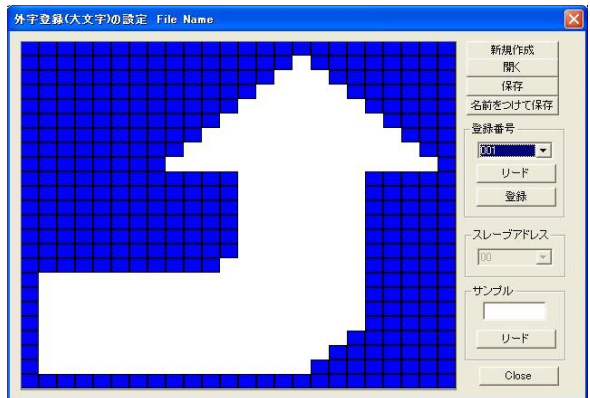 外字登録(大文字)の設定 File Name
新規作成
開く
保存
名前をつけて保存
登録番号
001
リード
登録
スレーブアドレス
00
サンプル
リード
Close